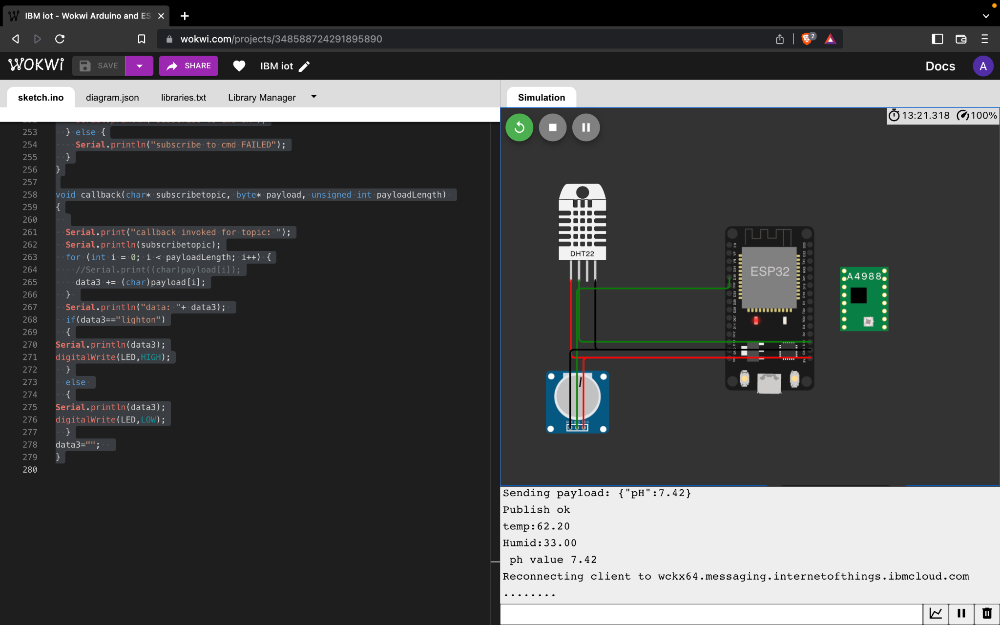 IBM iot - Wokwi Arduino and ES
wokwi.com/projects/348588724291895890
2
WOKWi
SAVE
SHARE
IBM iot
Docs
A
sketch.ino
diagram.json
libraries.txt
Library Manager
Simulation
13:21.318
100%
253 } else {
254 Serial.println("subscribe to cmd FAILED");
255 }
256 }
257
258 void callback(char* subscribetopic, byte* payload, unsigned int payloadLength)
259 {
260
261 Serial.print("callback invoked for topic: ");
262 Serial.println(subscribetopic);
263 for (int i = 0; i < payloadLength; i++) {
264 //Serial.print((char)payload[i]);
265 data3 += (char)payload[i];
266 }
267 Serial.println("data: "+ data3);
268 if(data3=="lighton")
269 {
270 Serial.println(data3);
271 digitalWrite(LED,HIGH);
272 }
273 else
274 {
275 Serial.println(data3);
276 digitalWrite(LED,LOW);
277 }
278 data3="";
279 }
280
DHT22
ESP32
A4988
Sending payload: {"pH":7.42}
Publish ok
temp:62.20
Humid:33.00
ph value 7.42
Reconnecting client to wckx64.messaging.internetofthings.ibmcloud.com
........